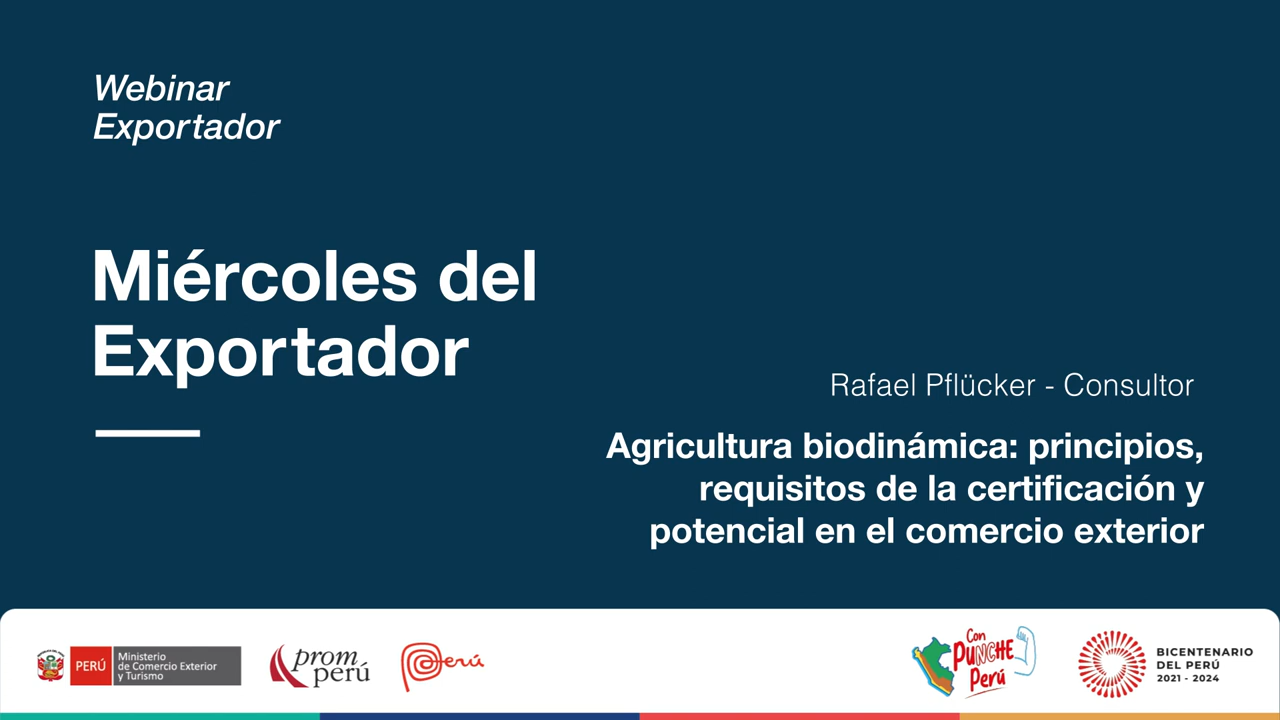 Webinar
Exportador
Miércoles del
Exportador
Rafael Pflücker - Consultor
Agricultura biodinámica: principios,
requisitos de la certificación y
potencial en el comercio exterior
PERÚ
Ministerio
de Comercio Exterior
y Turismo
prom
perú
Perú
Con
PUNCHE
Perú
BICENTENARIO
DEL PERÚ
2021 - 2024